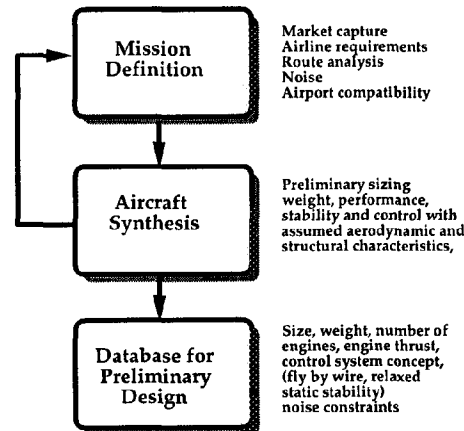 Mission
Definition
Market capture
Airline requirements
Route analysis
Noise
Airport compatibility
Aircraft
Synthesis
Preliminary sizing
weight, performance,
stability and control with
assumed aerodynamic and
structural characteristics,
Database for
Preliminary
Design
Size, weight, number of
engines, engine thrust,
control system concept,
(fly by wire, relaxed
static stability)
noise constraints